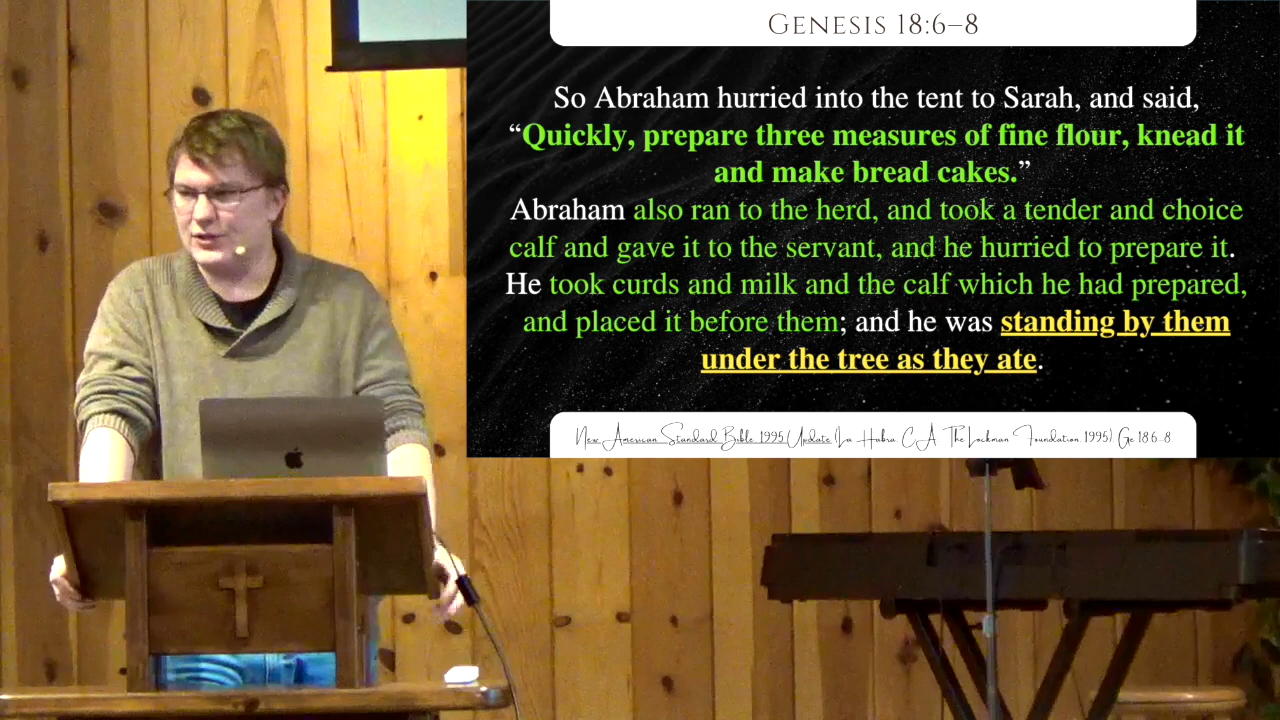 GENESIS 18:6–8
So Abraham hurried into the tent to Sarah, and said,
“Quickly, prepare three measures of fine flour, knead it
and make bread cakes.”
Abraham also ran to the herd, and took a tender and choice
calf and gave it to the servant, and he hurried to prepare it.
He took curds and milk and the calf which he had prepared,
and placed it before them; and he was standing by them
under the tree as they ate.
New American Standard Bible 1995 Update La Habra CA The Lockman Foundation 1995) Ge 18:6–8